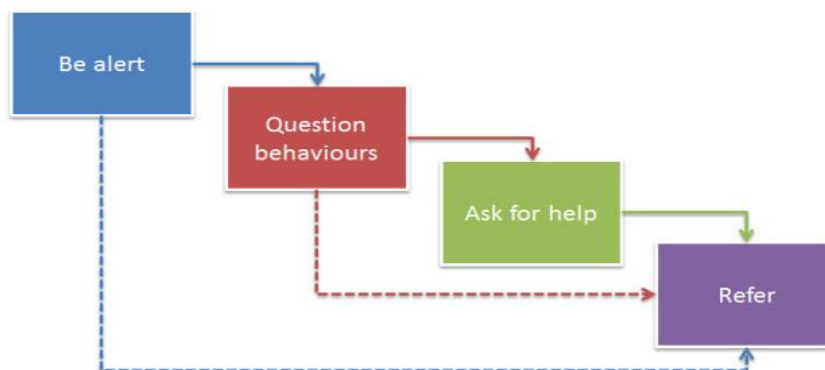 Be alert
Question
behaviours
Ask for help
Refer